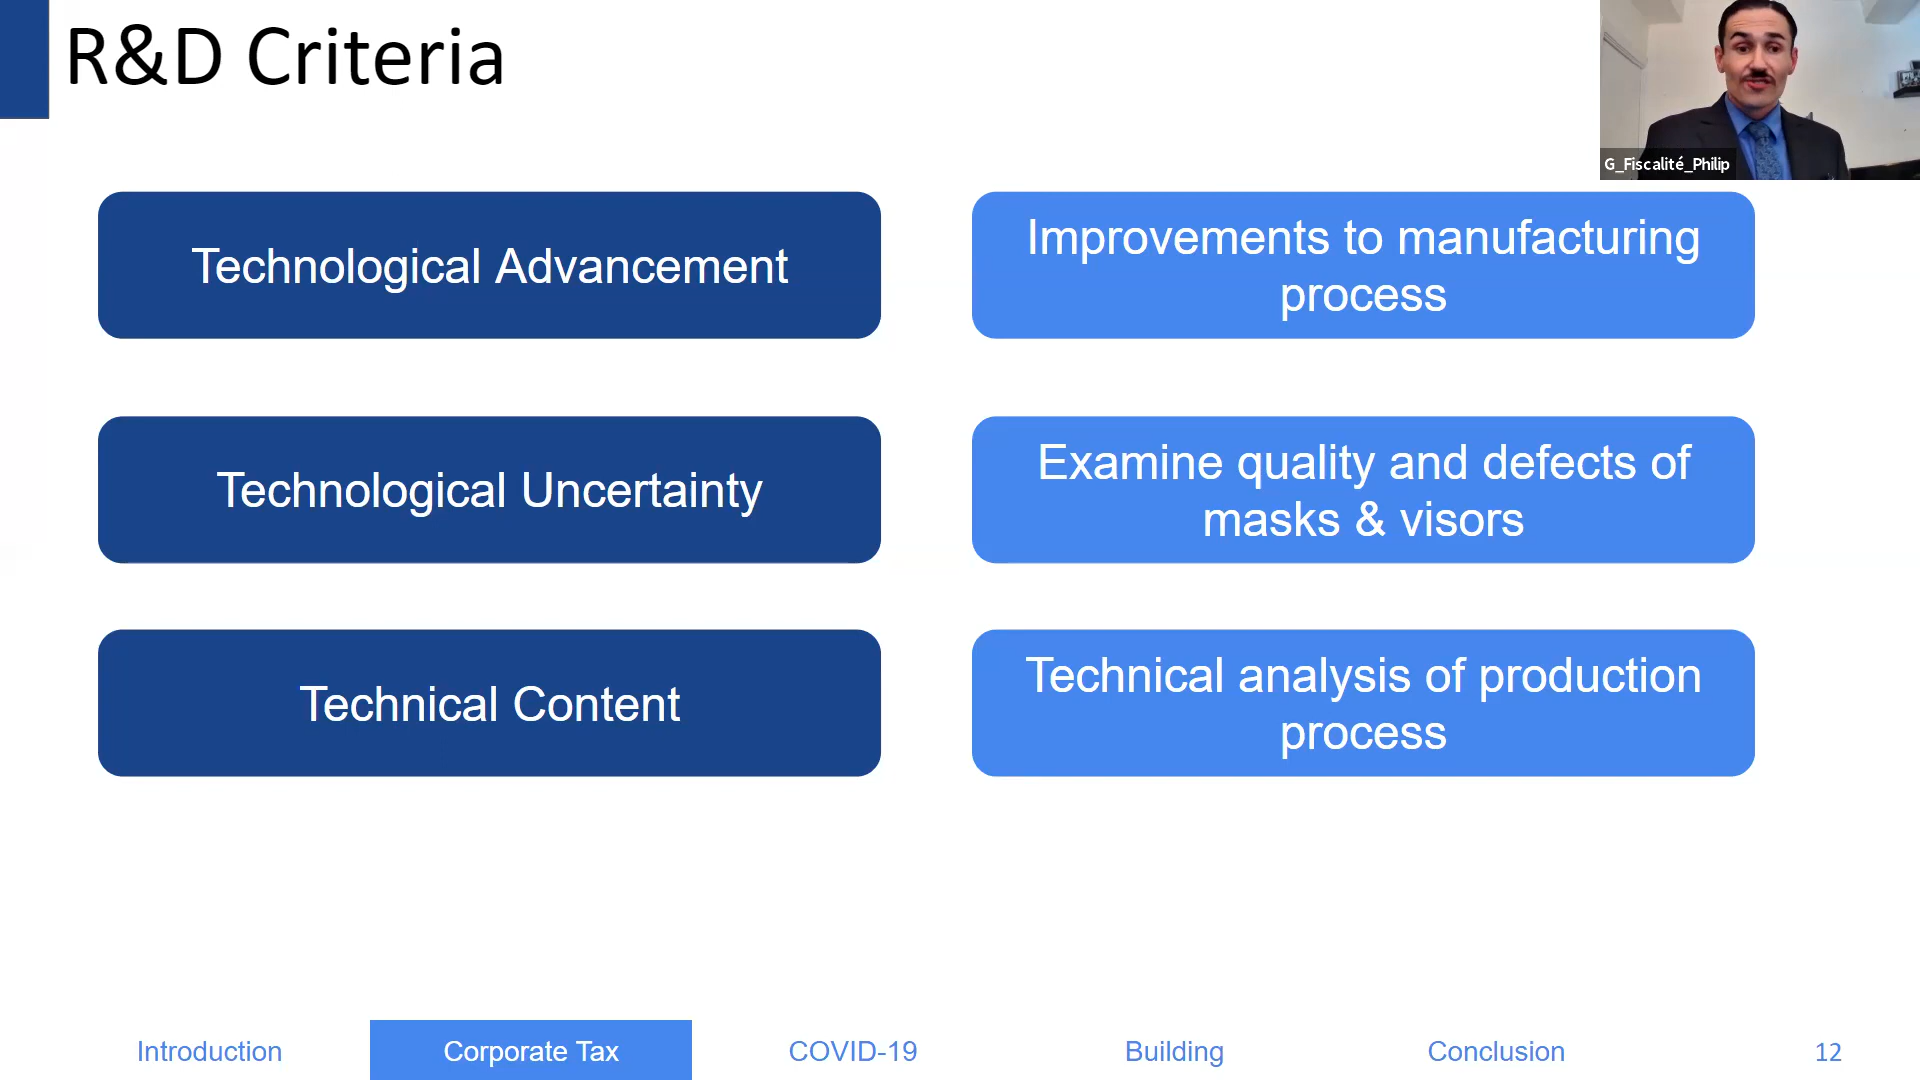 R&D Criteria
G_Fiscalité_Philip
Technological Advancement
Improvements to manufacturing
process
Technological Uncertainty
Examine quality and defects of
masks & visors
Technical Content
Technical analysis of production
process
Introduction
Corporate Tax
COVID-19
Building
Conclusion
12